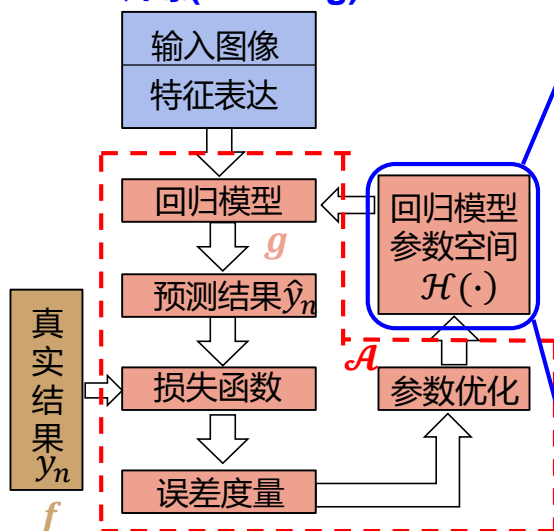 输入图像
特征表达
回归模型
g
预测结果ŷₙ
损失函数
误差度量
真
实
结
果
yₙ
f
回归模型
参数空间
ℋ(·)
𝒜
参数优化